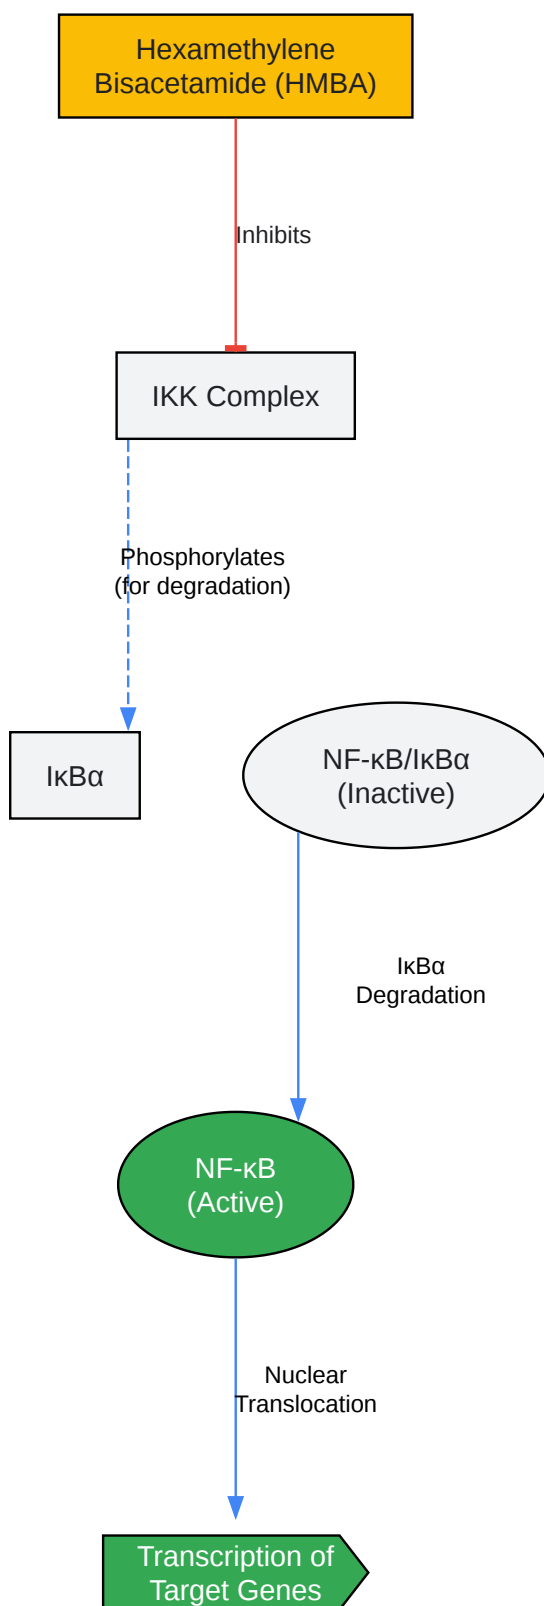 Hexamethylene
Bisacetamide (HMBA)
Inhibits
IKK Complex
Phosphorylates
(for degradation)
IκBα
NF-κB/IκBα
(Inactive)
IκBα
Degradation
NF-κB
(Active)
Nuclear
Translocation
Transcription of
Target Genes